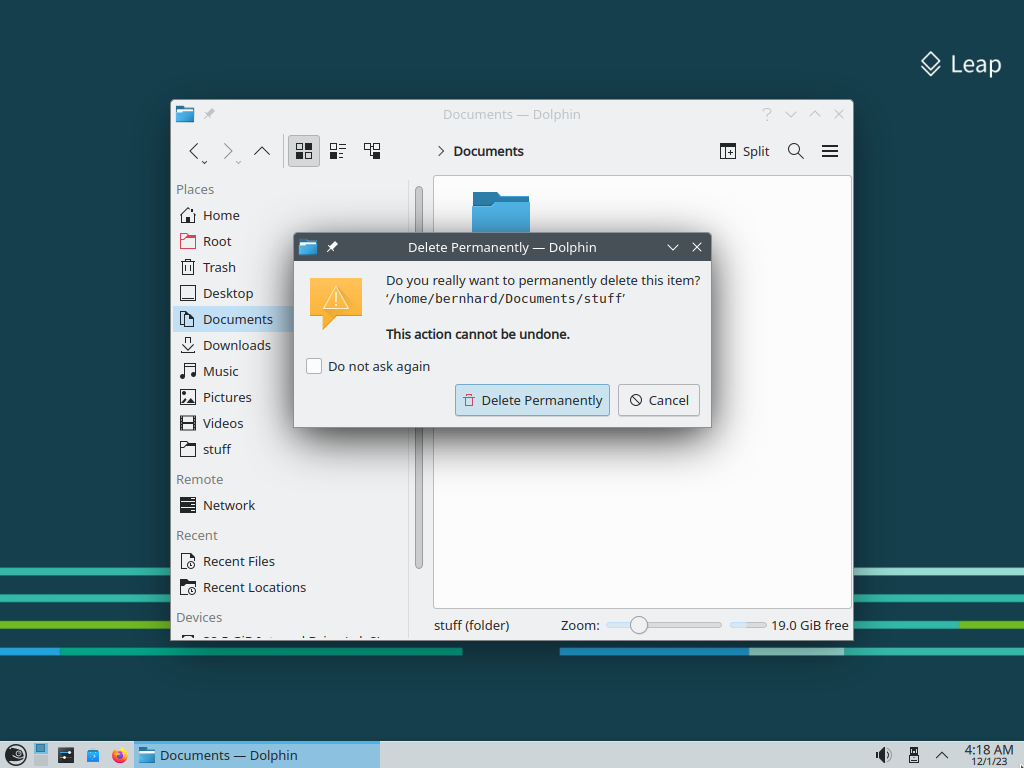 Leap
Documents — Dolphin
Documents
Split
Places
Home
Root
Trash
Desktop
Documents
Downloads
Music
Pictures
Videos
stuff
Remote
Network
Recent
Recent Files
Recent Locations
Devices
Delete Permanently — Dolphin
Do you really want to permanently delete this item?
‘/home/bernhard/Documents/stuff’
This action cannot be undone.
Do not ask again
Delete Permanently
Cancel
stuff (folder)
Zoom:
19.0 GiB free
Documents — Dolphin
4:18 AM
12/1/23